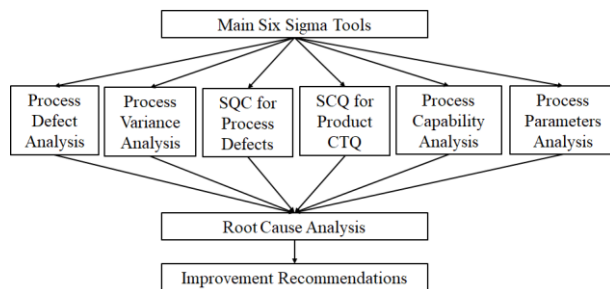 Main Six Sigma Tools
Process
Defect
Analysis
Process
Variance
Analysis
SQC for
Process
Defects
SCQ for
Product
CTQ
Process
Capability
Analysis
Process
Parameters
Analysis
Root Cause Analysis
Improvement Recommendations